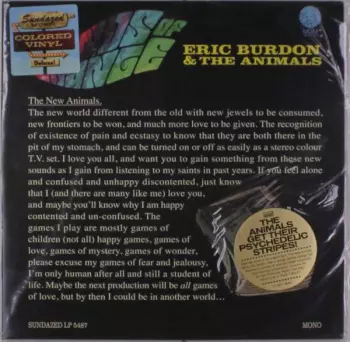 Sundazed
COLORED
VINYL
Deluxe!
OF
ERIC BURDON
& THE ANIMALS
The New Animals.
The new world different from the old with new jewels to be consumed,
new frontiers to be won, and much more love to be given. The recognition
of existence of pain and ecstasy to know that they are both there in the
pit of my stomach, and can be turned on or off as easily as a stereo colour
T.V. set. I love you all, and want you to gain something from these new
sounds as I gain from listening to my saints in past years. If you feel alone
and confused and unhappy discontented, just know
that I (and there are many like me) love you,
and maybe you'll know why I am happy
contented and un-confused. The
games I play are mostly games of
children (not all) happy games, games of
love, games of mystery, games of wonder,
please excuse my games of fear and jealousy,
I'm only human after all and still a student of
life. Maybe the next production will be all games
of love, but by then I could be in another world...
THE
ANIMALS
GET THEIR
PSYCHEDELIC
STRIPES!
SUNDAZED LP 5487
MONO